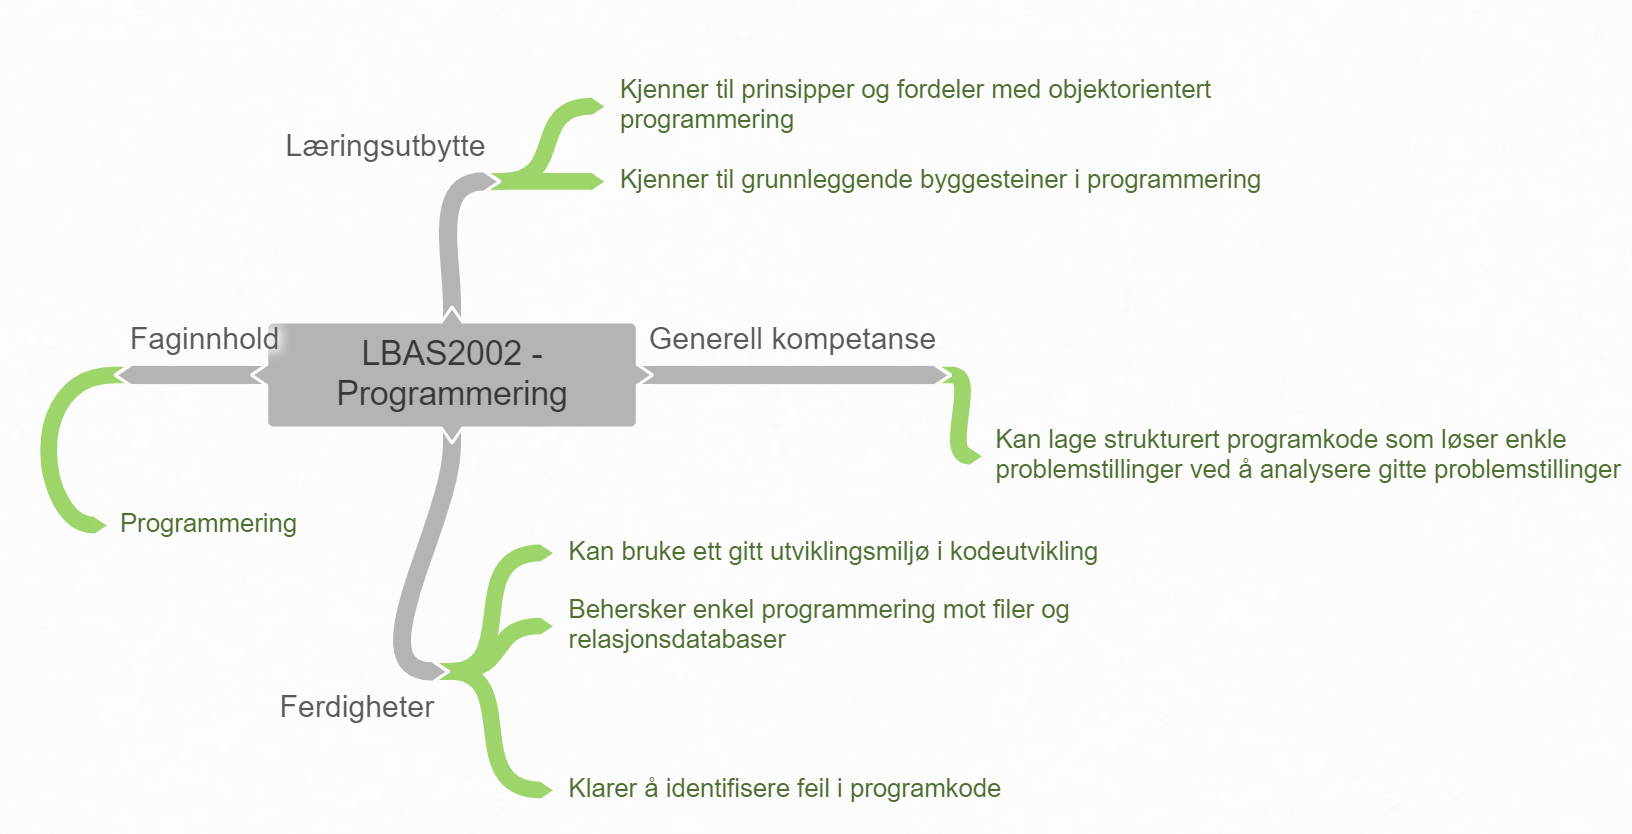 Kjenner til prinsipper og fordeler med objektorientert
programmering
Læringsutbytte
Kjenner til grunnleggende byggesteiner i programmering
Faginnhold
LBAS2002 -
Programmering
Generell kompetanse
Kan lage strukturert programkode som løser enkle
problemstillinger ved å analysere gitte problemstillinger
Programmering
Kan bruke ett gitt utviklingsmiljø i kodeutvikling
Behersker enkel programmering mot filer og
relasjonsdatabaser
Ferdigheter
Klarer å identifisere feil i programkode